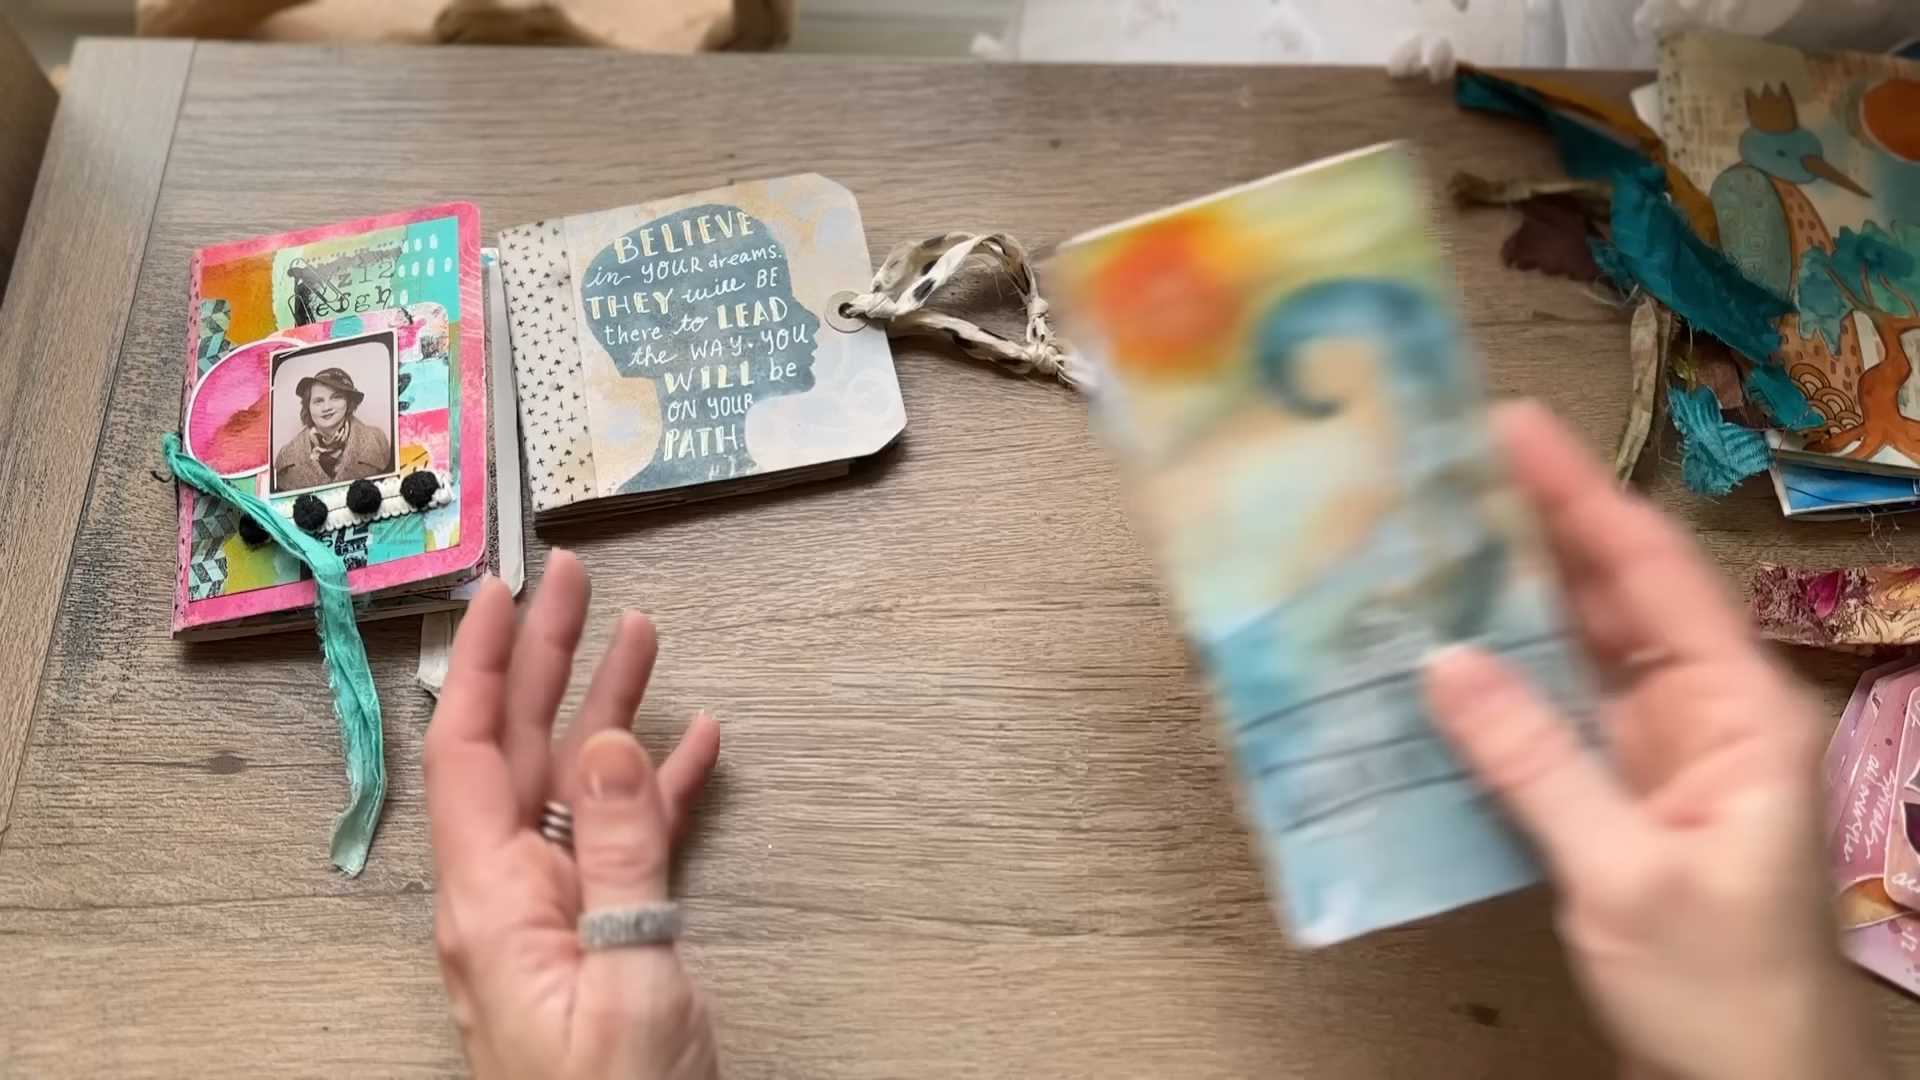 BELIEVE
in YOUR dreams.
THEY will BE
there to LEAD
the WAY. YOU
WILL be
ON YOUR
PATH.